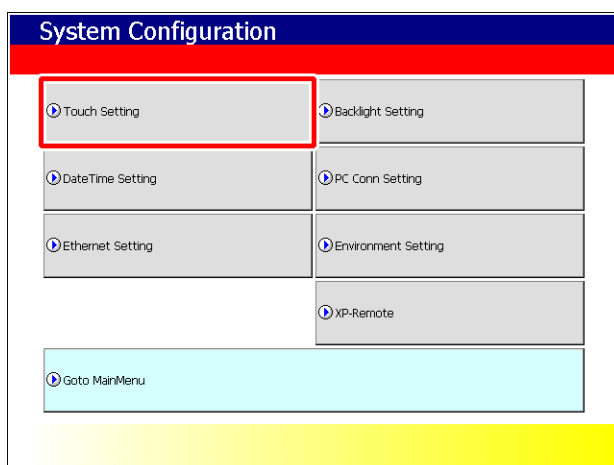 System Configuration
Touch Setting
Backlight Setting
DateTime Setting
PC Conn Setting
Ethernet Setting
Environment Setting
XP-Remote
Goto MainMenu